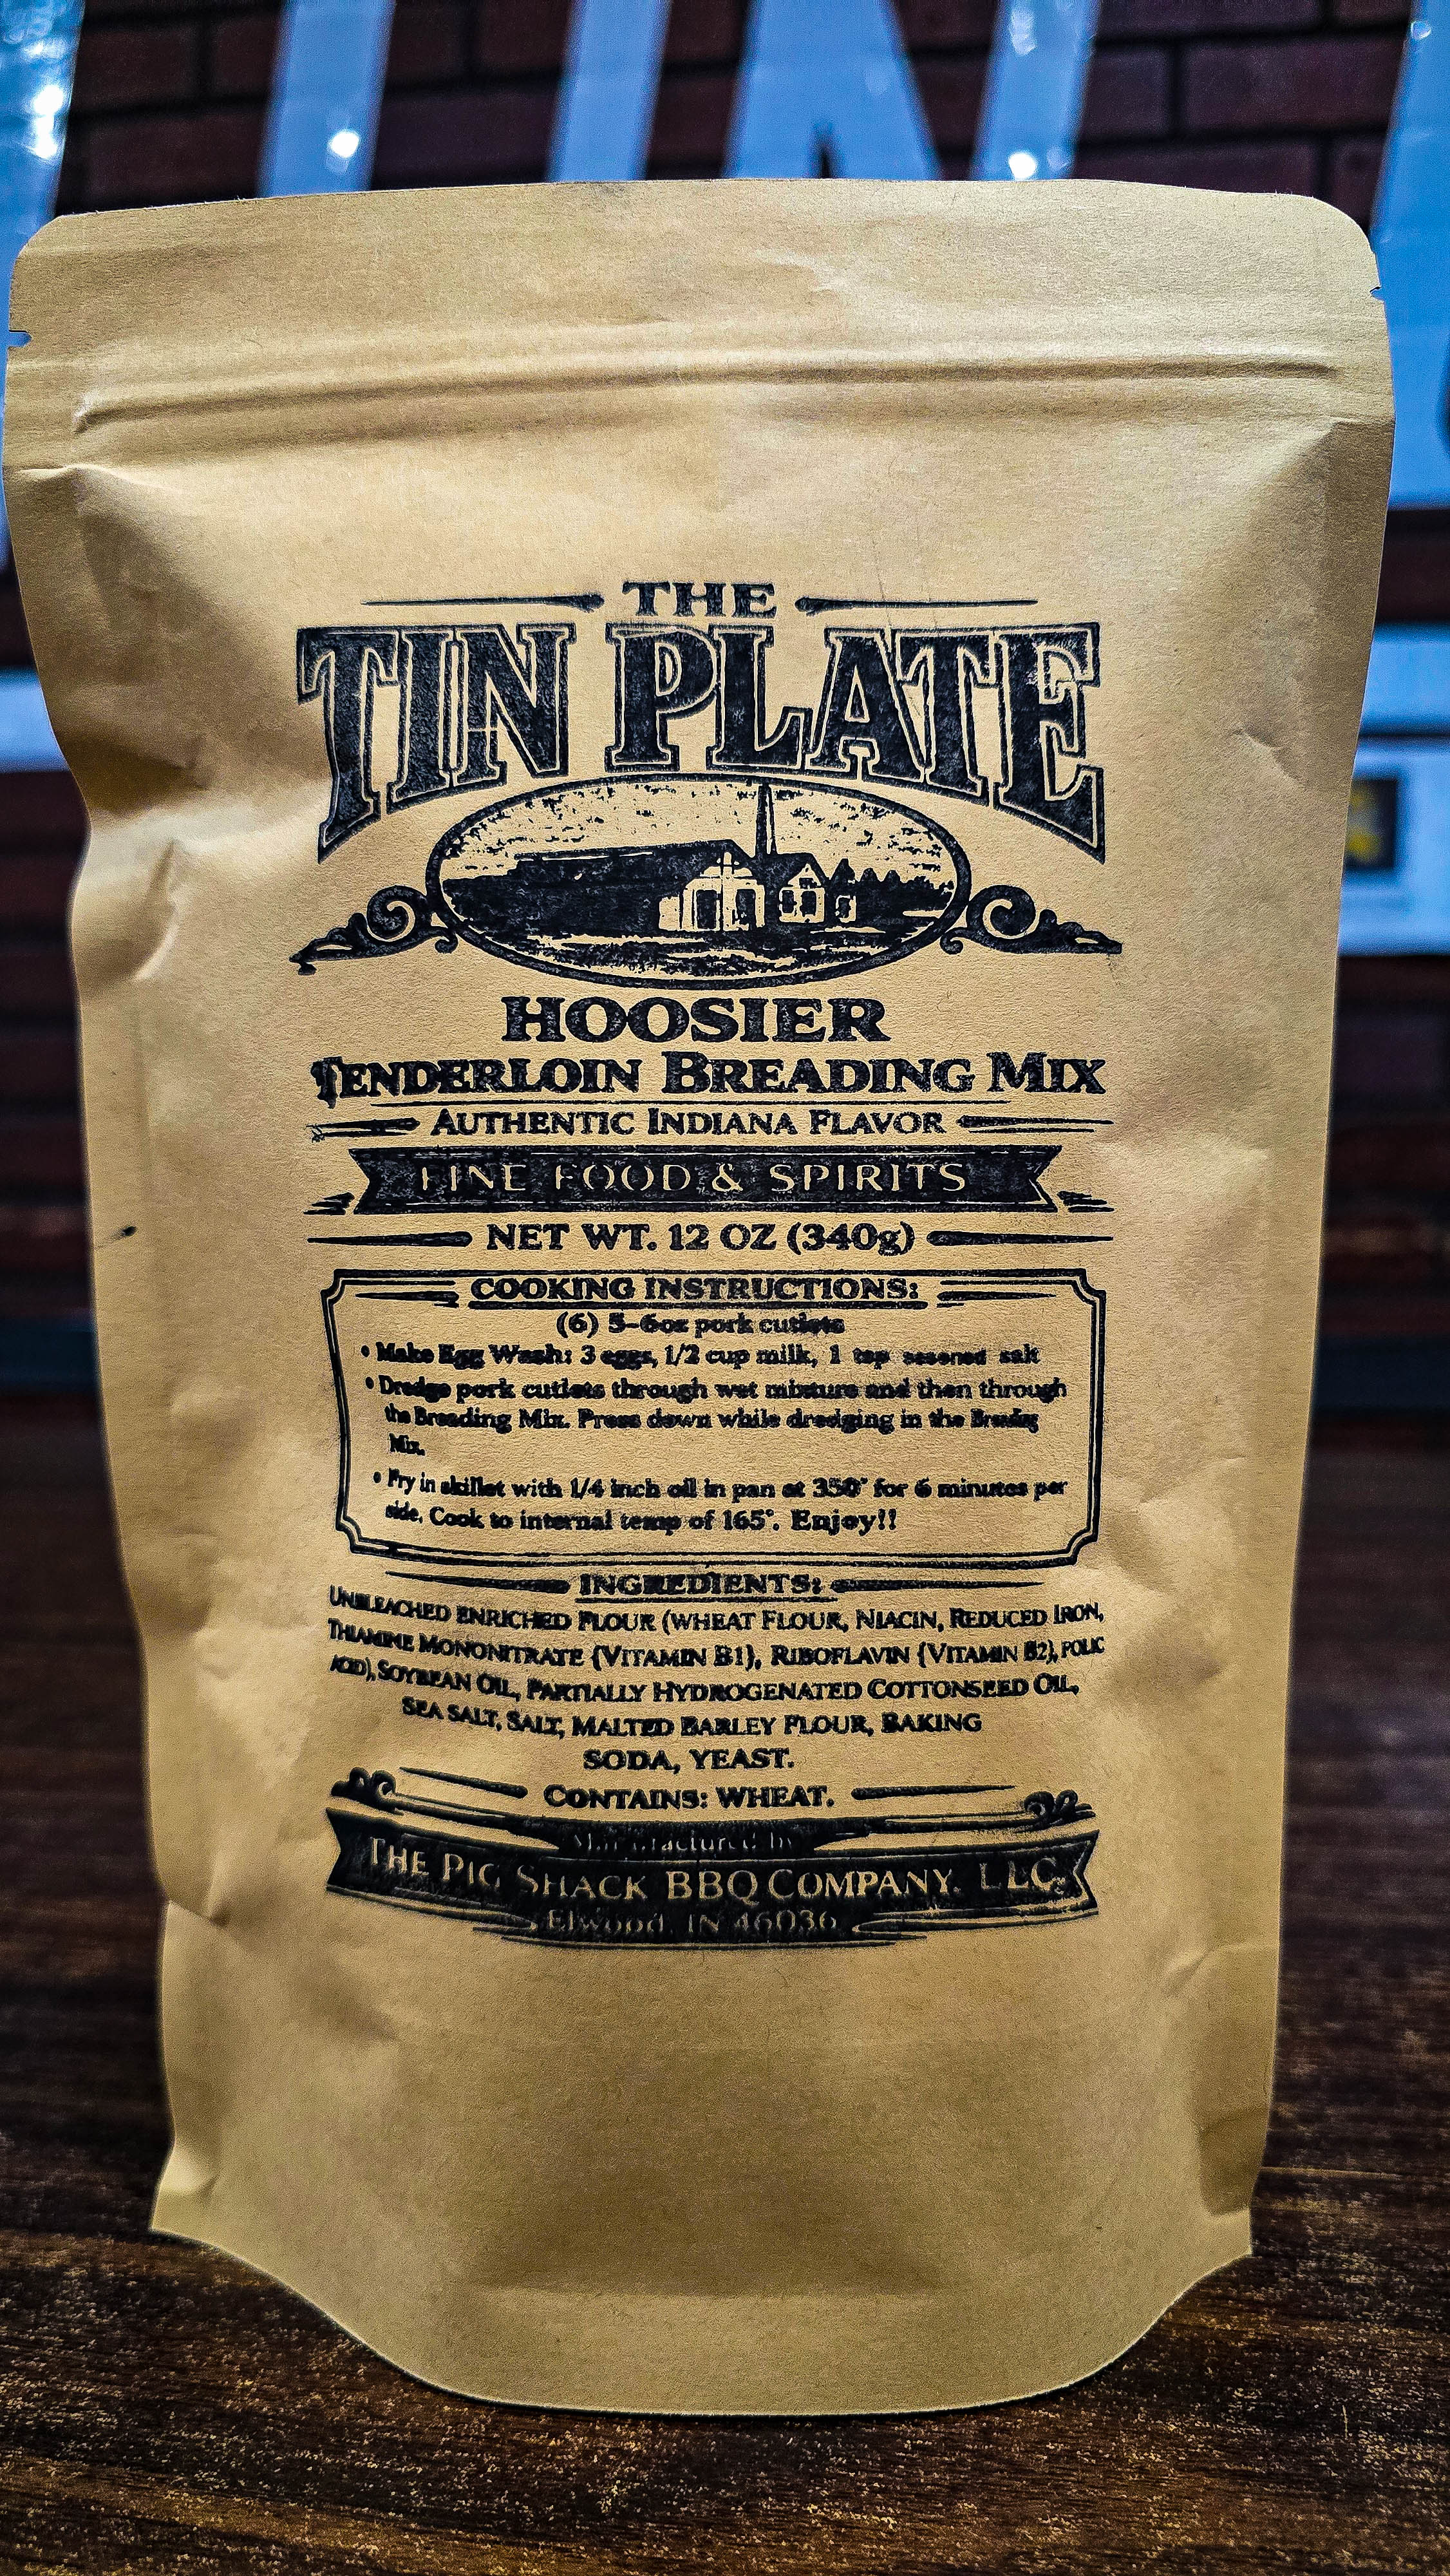 THE
TIN PLATE
HOOSIER
TENDERLOIN BREADING MIX
AUTHENTIC INDIANA FLAVOR
FINE FOOD & SPIRITS
NET WT. 12 OZ (340g)
COOKING INSTRUCTIONS:
(6) 5-6oz pork cutlets
• Make Egg Wash: 3 eggs, 1/2 cup milk, 1 tsp seasoned salt
• Dredge pork cutlets through wet mixture and then through
the Breading Mix. Press down while dredging in the Breading
Mix.
• Fry in skillet with 1/4 inch oil in pan at 350° for 6 minutes per
side. Cook to internal temp of 165°. Enjoy!!
INGREDIENTS:
UNBLEACHED ENRICHED FLOUR (WHEAT FLOUR, NIACIN, REDUCED IRON,
THIAMINE MONONITRATE {VITAMIN B1}, RIBOFLAVIN {VITAMIN B2}, FOLIC
ACID), SOYBEAN OIL, PARTIALLY HYDROGENATED COTTONSEED OIL,
SEA SALT, SALT, MALTED BARLEY FLOUR, BAKING
SODA, YEAST.
CONTAINS: WHEAT.
Manufactured by
THE PIG SHACK BBQ COMPANY, LLC.
Elwood, IN 46036